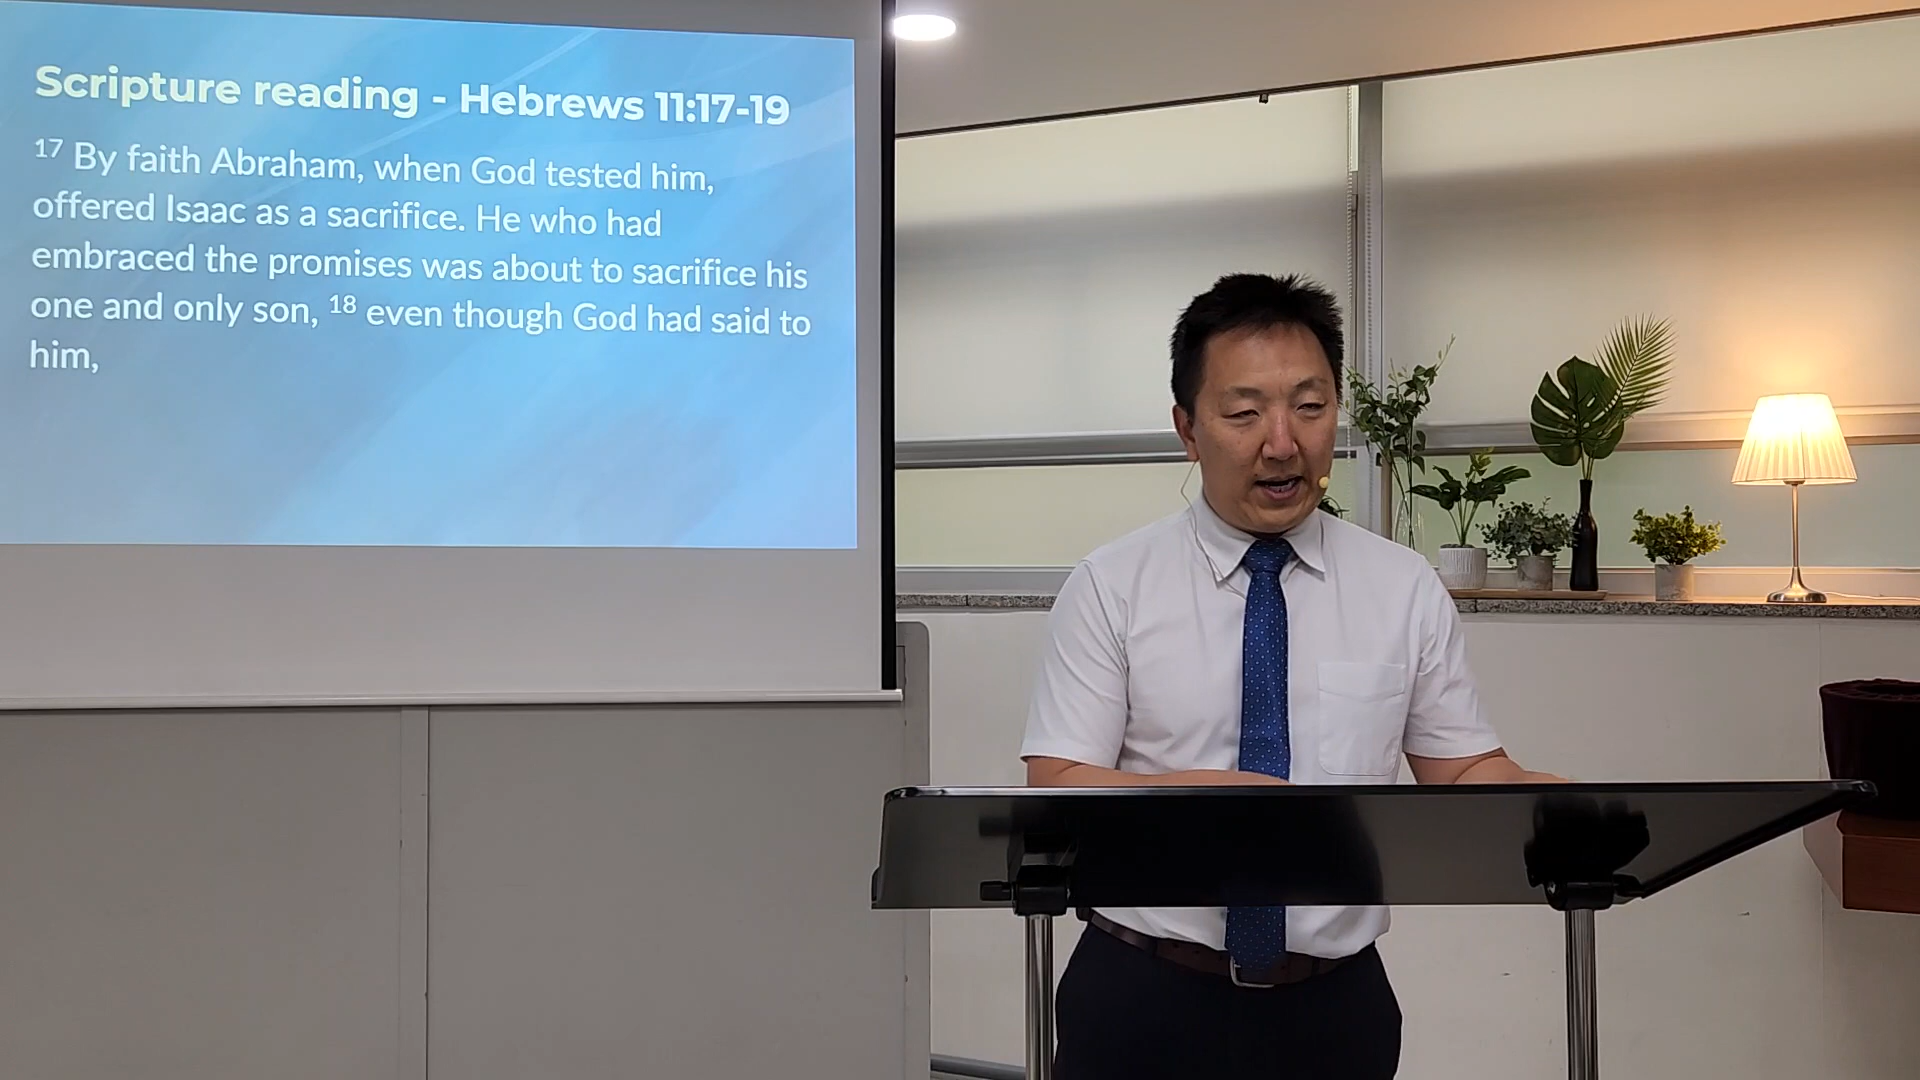 Scripture reading - Hebrews 11:17-19
17 By faith Abraham, when God tested him,
offered Isaac as a sacrifice. He who had
embraced the promises was about to sacrifice his
one and only son, 18 even though God had said to
him,